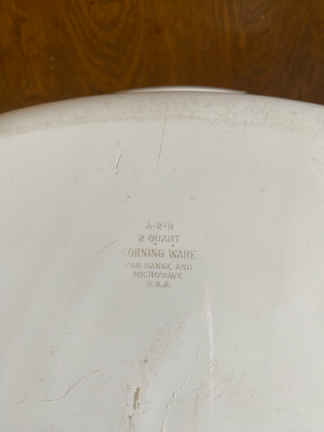 A-2-B
2 QUART
CORNING WARE
FOR RANGE AND
MICROWAVE
U.S.A.